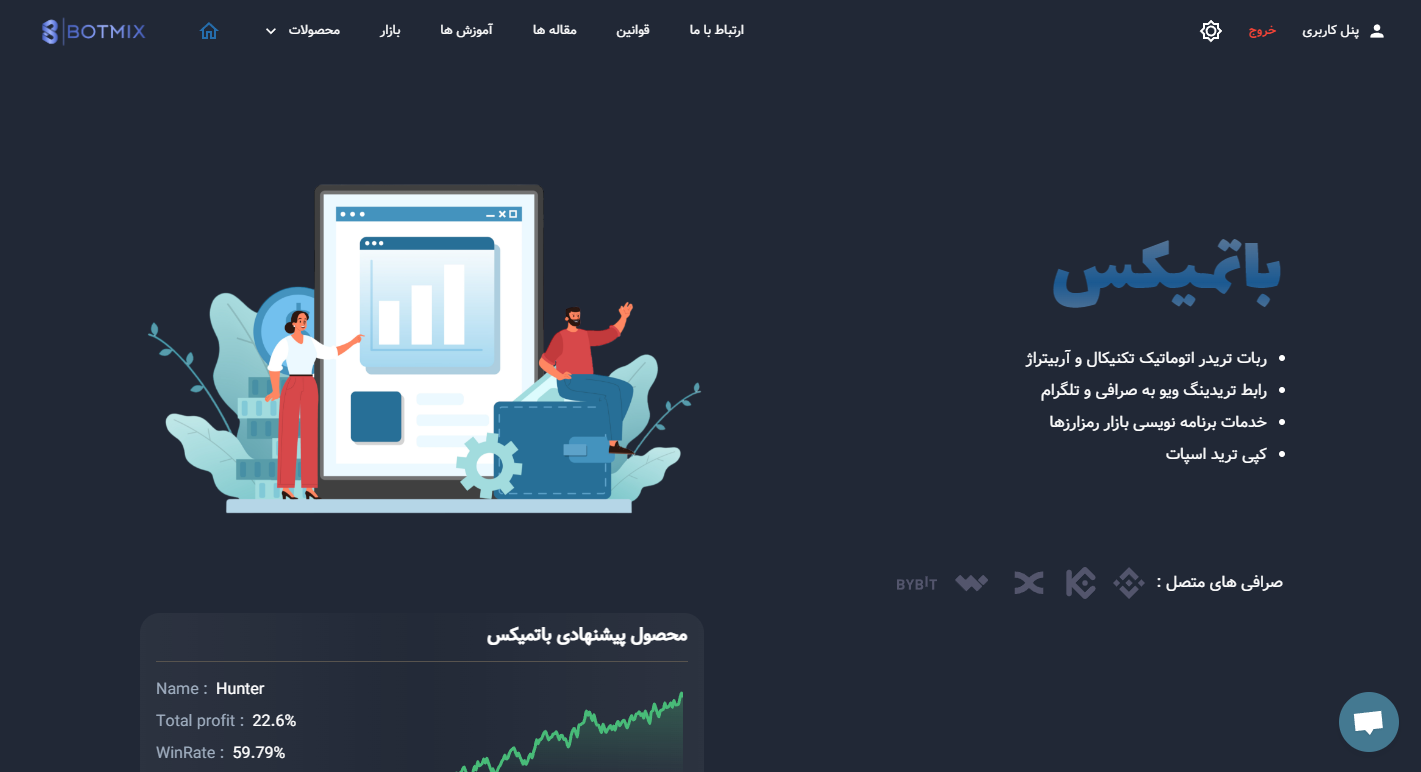 BOTMIX
محصولات
بازار
آموزش ها
مقاله ها
قوانین
ارتباط با ما
خروج
پنل کاربری
باتمیکس
ربات تریدر اتوماتیک تکنیکال و آربیتراژ
رابط تریدینگ ویو به صرافی و تلگرام
خدمات برنامه نویسی بازار رمزارزها
کپی ترید اسپات
صرافی های متصل :
BYBIT
محصول پیشنهادی باتمیکس
Name : Hunter
Total profit : 22.6%
WinRate : 59.79%